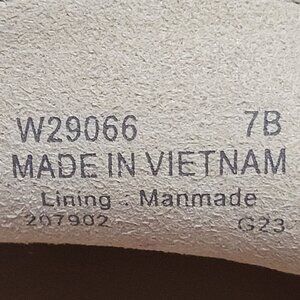 W29066 7B
MADE IN VIETNAM
Lining : Manmade
207902 G23